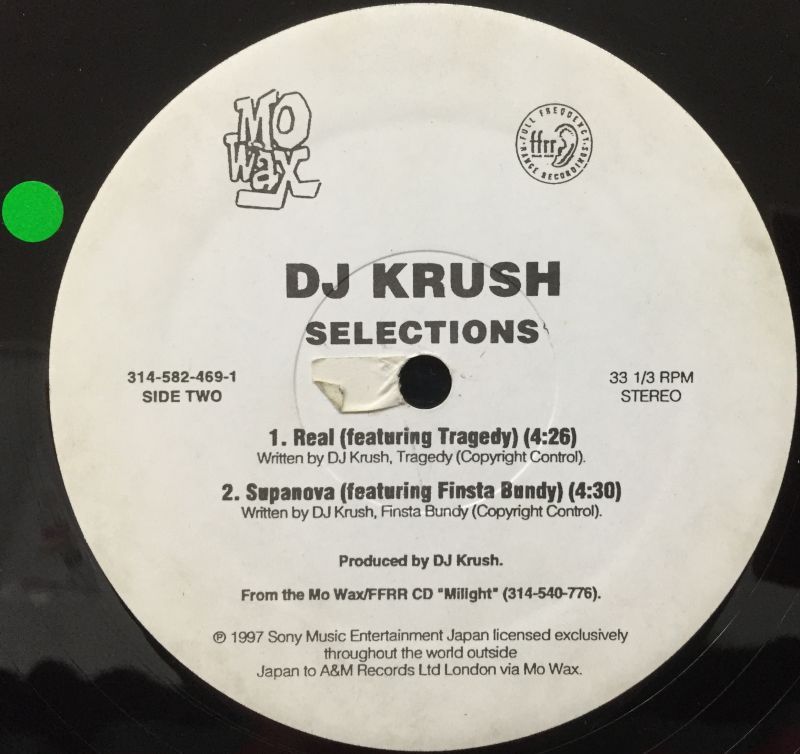 MO
WaX
FULL FREQUENCY
ffrr
RANGE RECORDINGS
DJ KRUSH
SELECTIONS
314-582-469-1
SIDE TWO
33 1/3 RPM
STEREO
1. Real (featuring Tragedy) (4:26)
Written by DJ Krush, Tragedy (Copyright Control).
2. Supanova (featuring Finsta Bundy) (4:30)
Written by DJ Krush, Finsta Bundy (Copyright Control).
Produced by DJ Krush.
From the Mo Wax/FFRR CD "Milight" (314-540-776).
℗ 1997 Sony Music Entertainment Japan licensed exclusively
throughout the world outside
Japan to A&M Records Ltd London via Mo Wax.